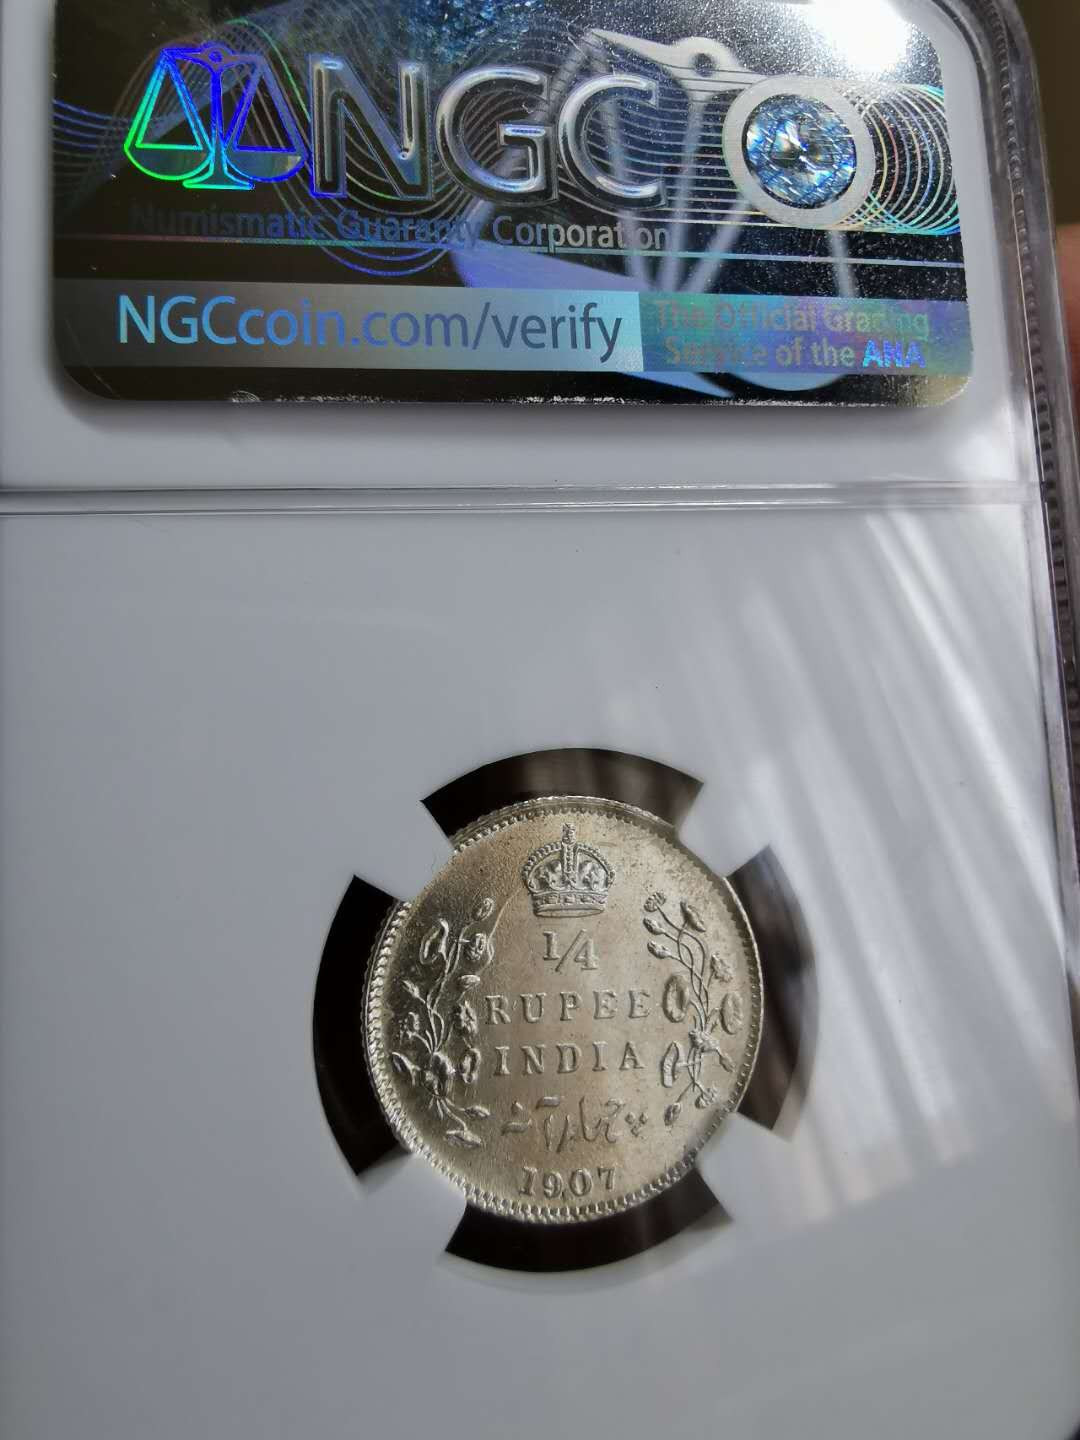 NGC
Numismatic Guaranty Corporation
NGCcoin.com/verify
The Official Grading
Service of the ANA
1/4
RUPEE
INDIA
1907